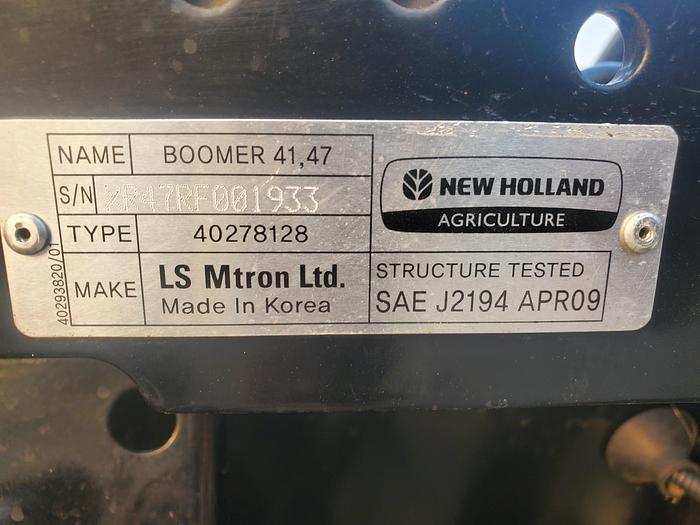 NAME BOOMER 41,47
S/N R47RF001933
TYPE 40278128
MAKE LS Mtron Ltd.
Made In Korea
40293820/01
NEW HOLLAND
AGRICULTURE
STRUCTURE TESTED
SAE J2194 APR09